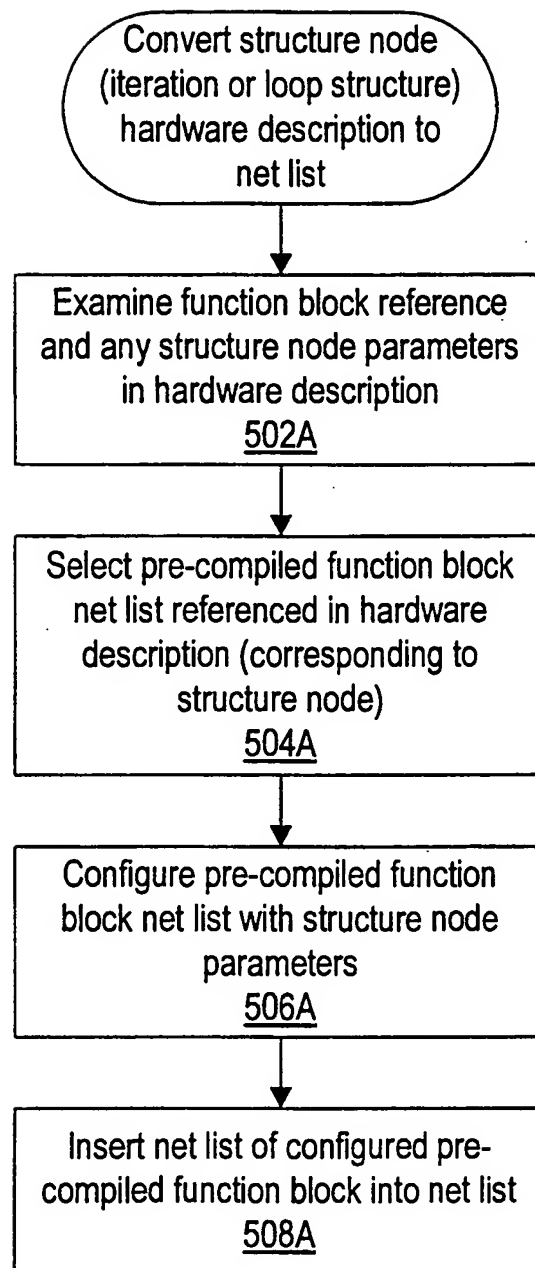 Convert structure node
(iteration or loop structure)
hardware description to
net list
Examine function block reference
and any structure node parameters
in hardware description
502A
Select pre-compiled function block
net list referenced in hardware
description (corresponding to
structure node)
504A
Configure pre-compiled function
block net list with structure node
parameters
506A
Insert net list of configured pre-
compiled function block into net list
508A